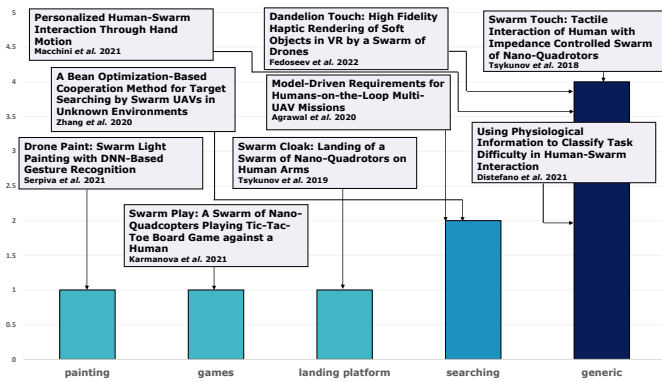 Personalized Human-Swarm
Interaction Through Hand
Motion
Macchini et al. 2021
Dandelion Touch: High Fidelity
Haptic Rendering of Soft
Objects in VR by a Swarm of
Drones
Fedoseev et al. 2022
Swarm Touch: Tactile
Interaction of Human with
Impedance Controlled Swarm
of Nano-Quadrotors
Tsykunov et al. 2018
A Bean Optimization-Based
Cooperation Method for Target
Searching by Swarm UAVs in
Unknown Environments
Zhang et al. 2020
Model-Driven Requirements for
Humans-on-the-Loop Multi-
UAV Missions
Agrawal et al. 2020
Using Physiological
Information to Classify Task
Difficulty in Human-Swarm
Interaction
Distefano et al. 2021
Drone Paint: Swarm Light
Painting with DNN-Based
Gesture Recognition
Serpiva et al. 2021
Swarm Cloak: Landing of a
Swarm of Nano-Quadrotors on
Human Arms
Tsykunov et al. 2019
Swarm Play: A Swarm of Nano-
Quadcopters Playing Tic-Tac-
Toe Board Game against a
Human
Karmanova et al. 2021
5
4.5
4
3.5
3
2.5
2
1.5
1
0.5
0
painting games landing platform searching generic